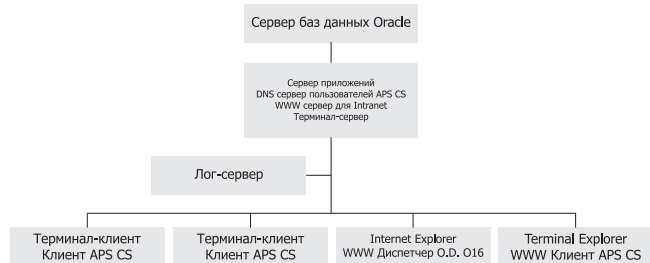 Сервер баз данных Oracle
Сервер приложений
DNS сервер пользователей APS CS
WWW сервер для Intranet
Терминал-сервер
Лог-сервер
Терминал-клиент
Клиент APS CS
Терминал-клиент
Клиент APS CS
Internet Explorer
WWW Диспетчер O.D. O16
Terminal Explorer
WWW Клиент APS CS